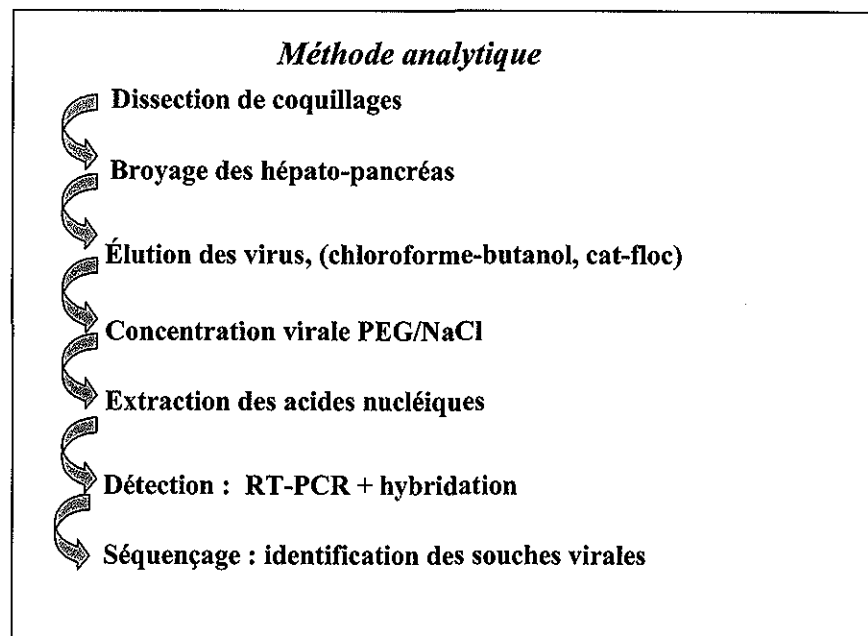 Méthode analytique
Dissection de coquillages
Broyage des hépato-pancréas
Élution des virus, (chloroforme-butanol, cat-floc)
Concentration virale PEG/NaCl
Extraction des acides nucléiques
Détection : RT-PCR + hybridation
Séquençage : identification des souches virales